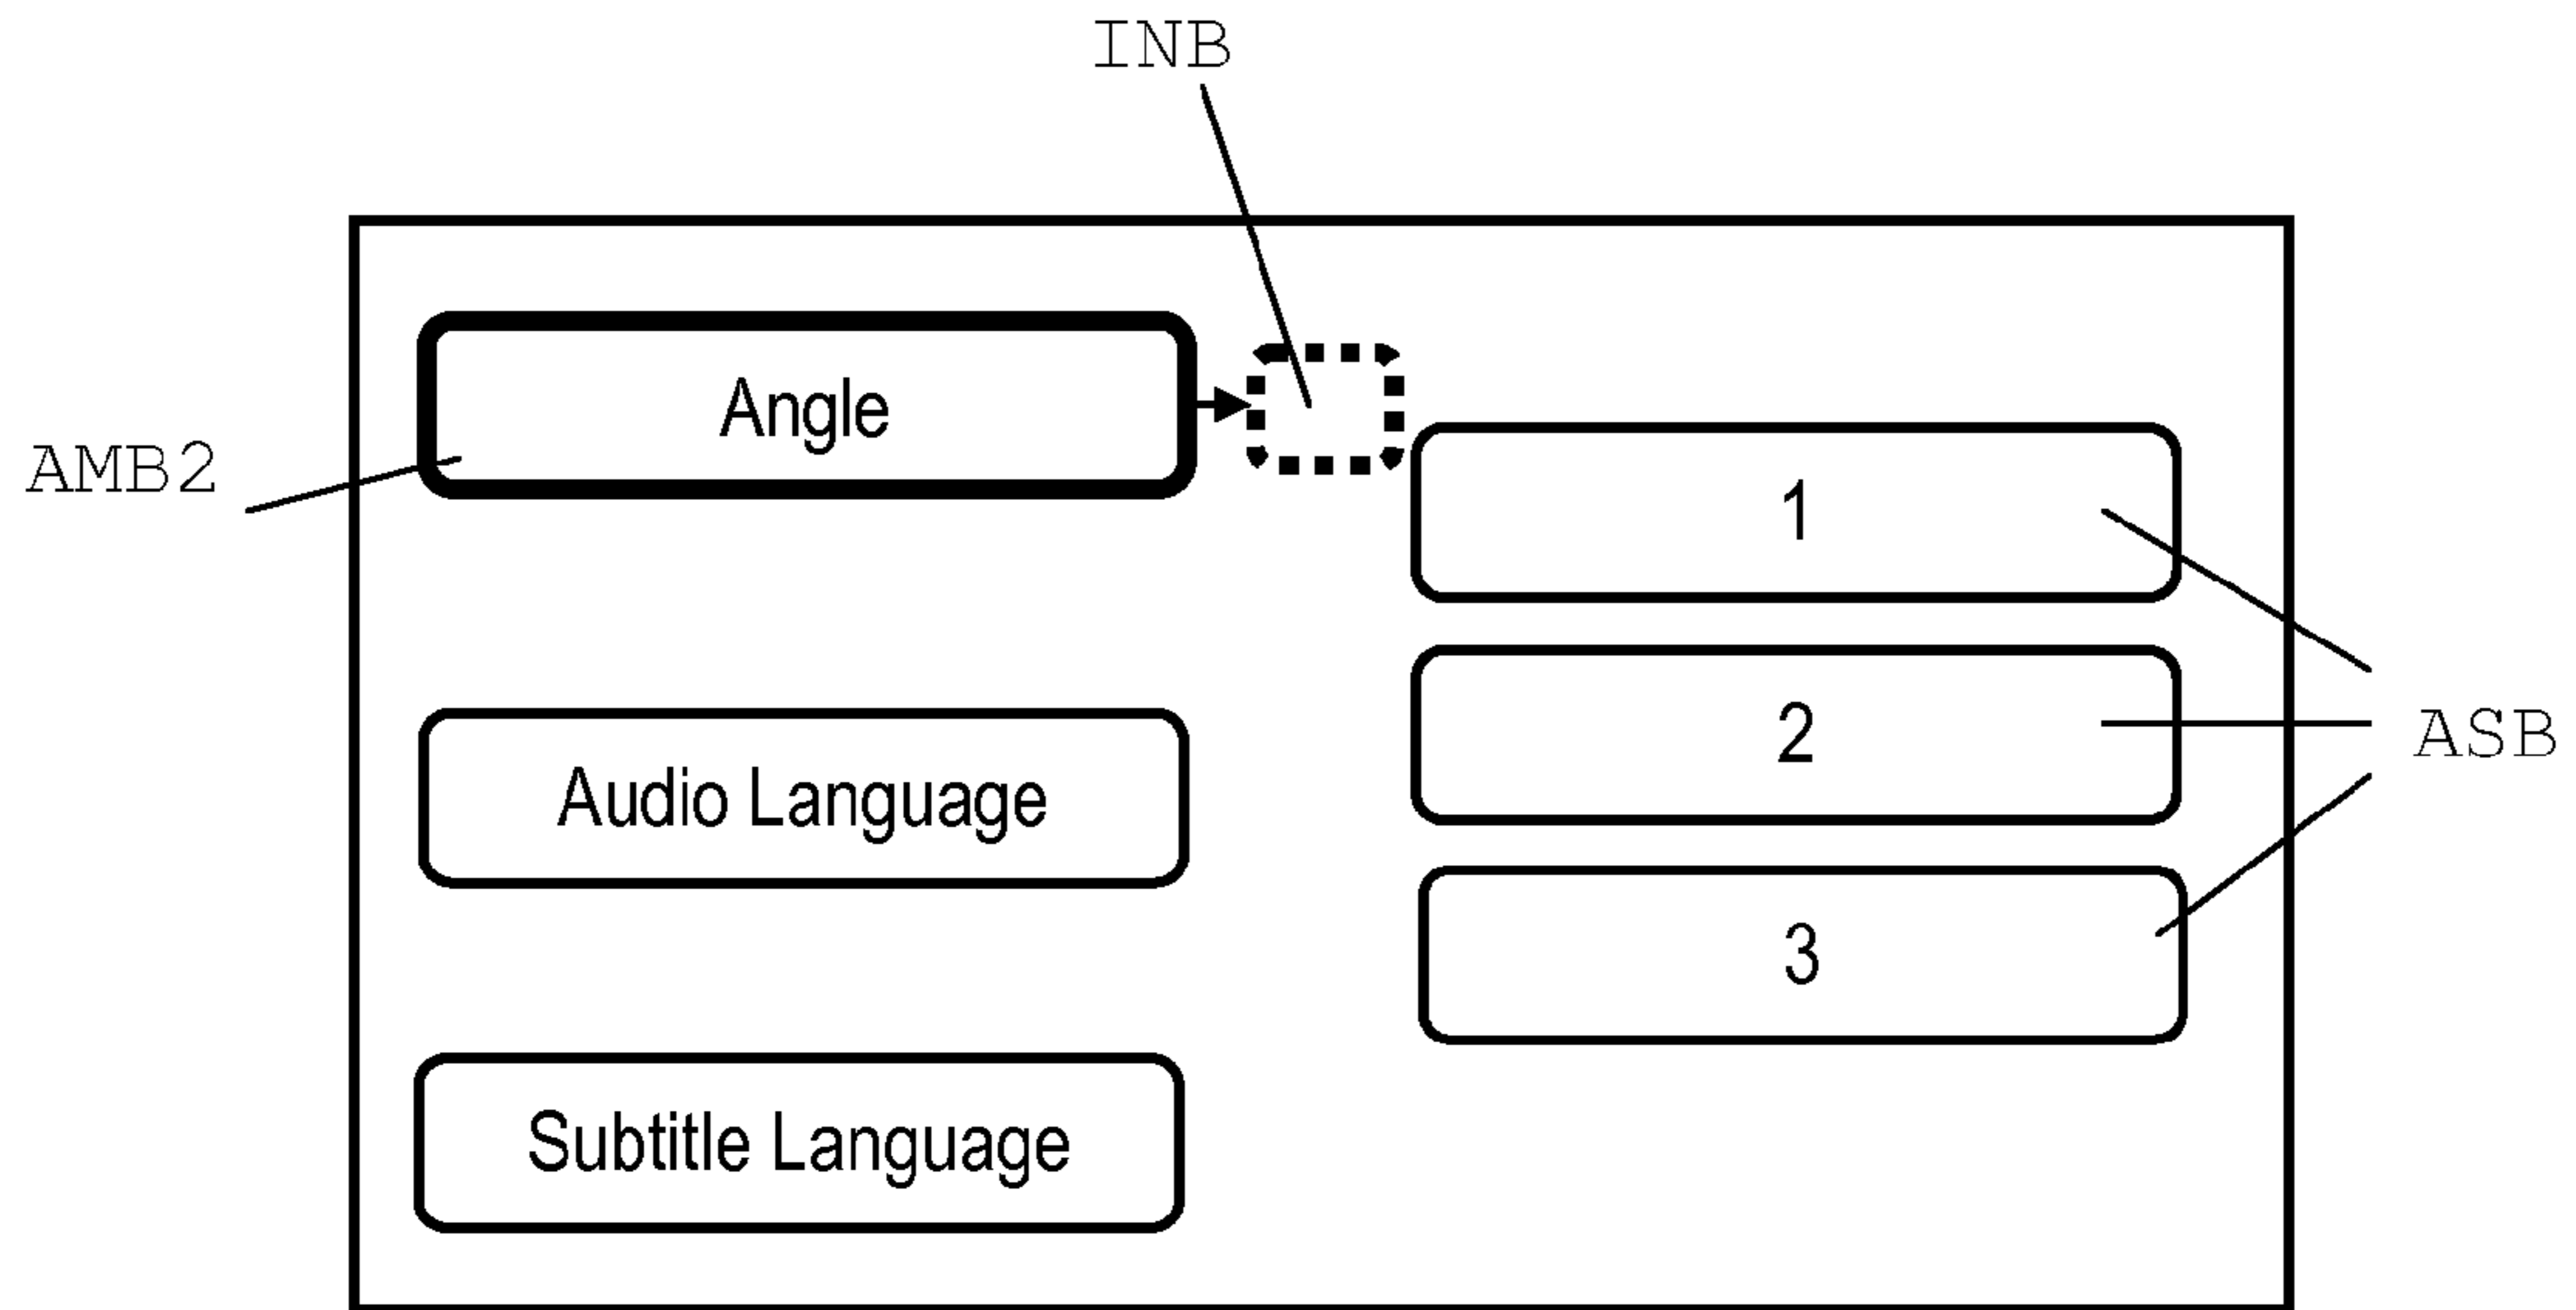 INB
Angle
AMB2
1
2
ASB
Audio Language
3
Subtitle Language